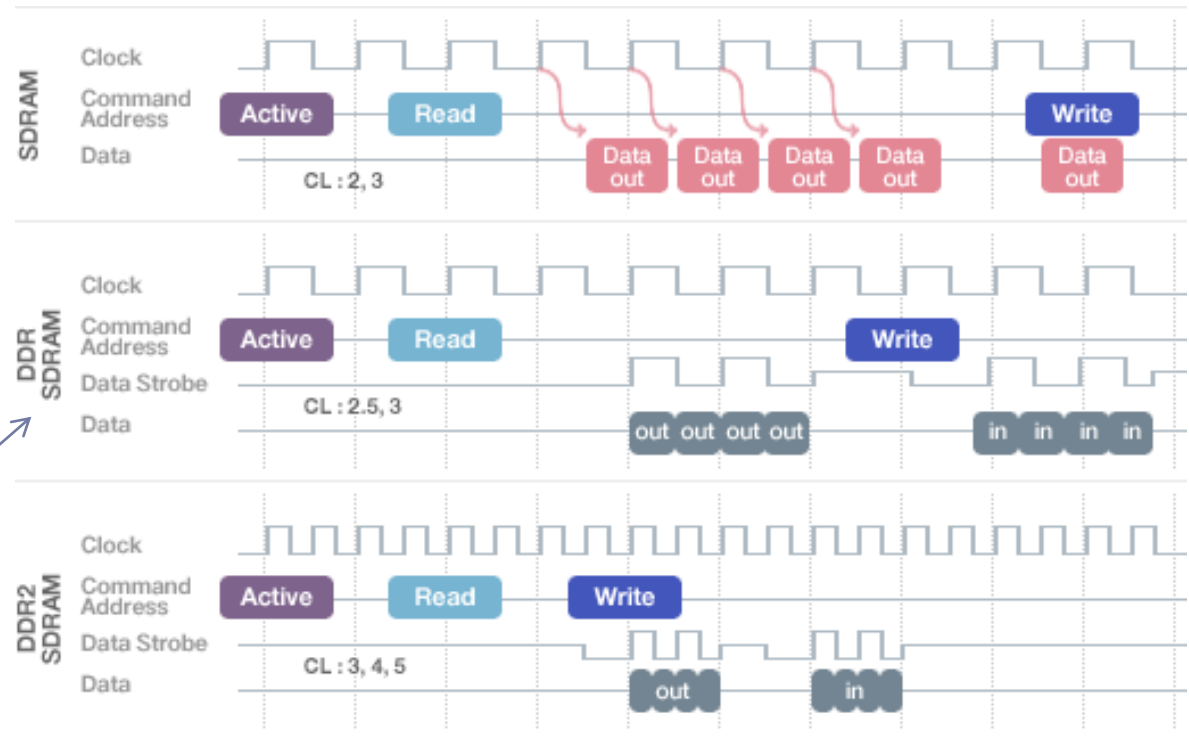 SDRAM
Clock
Command
Address
Active
Read
Write
Data
Data
out
Data
out
Data
out
Data
out
Data
out
CL : 2, 3
DDR
SDRAM
Clock
Command
Address
Active
Read
Write
Data Strobe
CL : 2.5, 3
Data
out out out out
in in in in
DDR2
SDRAM
Clock
Command
Address
Active
Read
Write
Data Strobe
CL : 3, 4, 5
Data
out
in